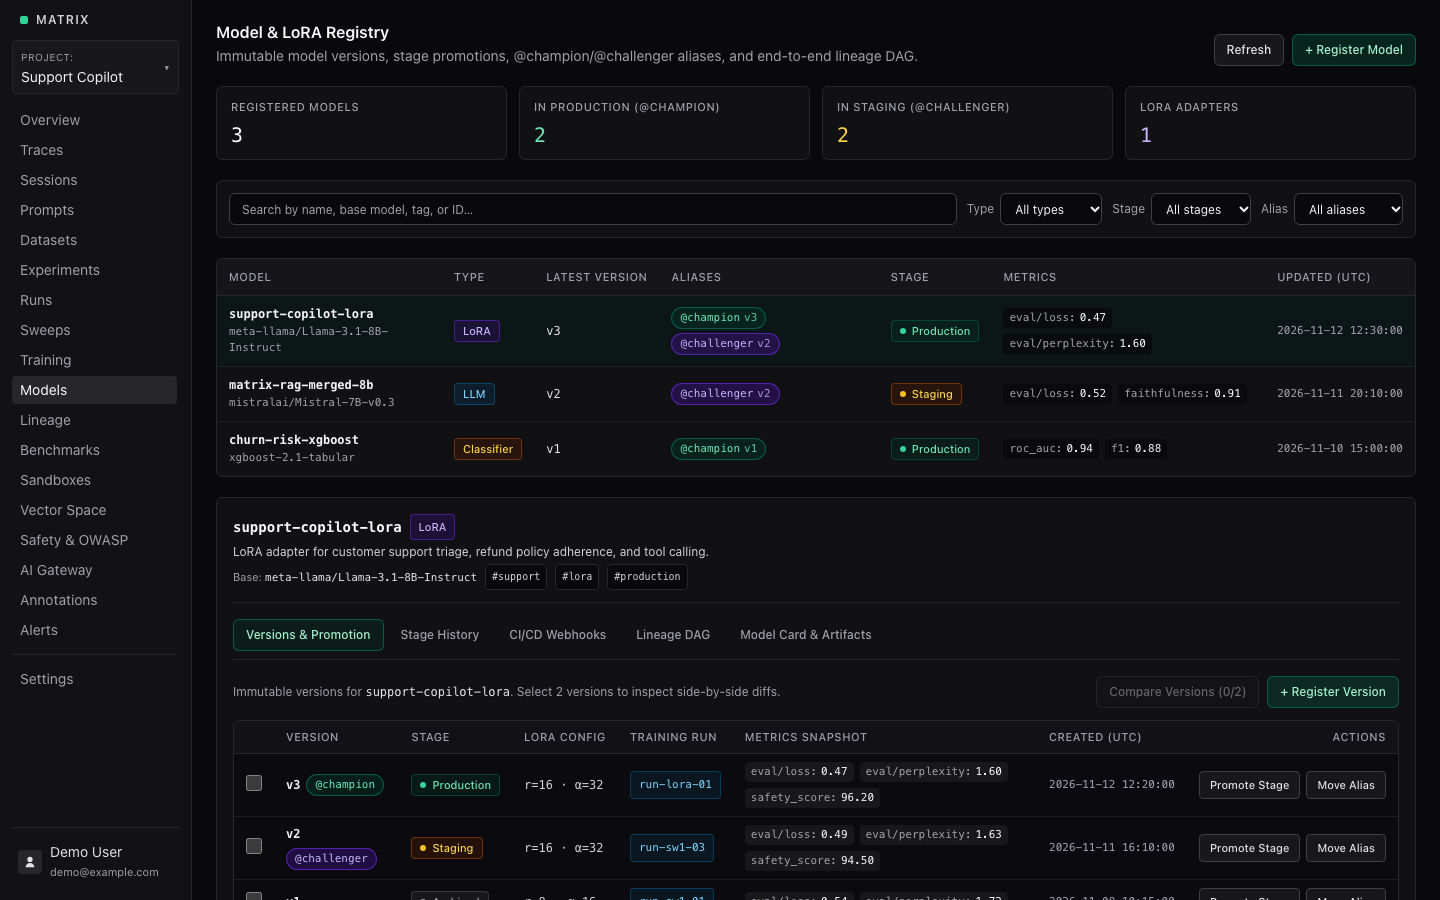 MATRIX
PROJECT:
Support Copilot
Overview
Traces
Sessions
Prompts
Datasets
Experiments
Runs
Sweeps
Training
Models
Lineage
Benchmarks
Sandboxes
Vector Space
Safety & OWASP
AI Gateway
Annotations
Alerts
Settings
Demo User
demo@example.com
Model & LoRA Registry
Immutable model versions, stage promotions, @champion/@challenger aliases, and end-to-end lineage DAG.
Refresh
+ Register Model
REGISTERED MODELS
3
IN PRODUCTION (@CHAMPION)
2
IN STAGING (@CHALLENGER)
2
LORA ADAPTERS
1
Search by name, base model, tag, or ID...
Type All types Stage All stages Alias All aliases
MODEL TYPE LATEST VERSION ALIASES STAGE METRICS UPDATED (UTC)
support-copilot-lora
meta-llama/Llama-3.1-8B-
Instruct
LoRA
v3
@champion v3
@challenger v2
Production
eval/loss: 0.47
eval/perplexity: 1.60
2026-11-12 12:30:00
matrix-rag-merged-8b
mistralai/Mistral-7B-v0.3
LLM
v2
@challenger v2
Staging
eval/loss: 0.52 faithfulness: 0.91
2026-11-11 20:10:00
churn-risk-xgboost
xgboost-2.1-tabular
Classifier
v1
@champion v1
Production
roc_auc: 0.94 f1: 0.88
2026-11-10 15:00:00
support-copilot-lora LoRA
LoRA adapter for customer support triage, refund policy adherence, and tool calling.
Base: meta-llama/Llama-3.1-8B-Instruct #support #lora #production
Versions & Promotion Stage History CI/CD Webhooks Lineage DAG Model Card & Artifacts
Immutable versions for support-copilot-lora. Select 2 versions to inspect side-by-side diffs.
Compare Versions (0/2)
+ Register Version
VERSION STAGE LORA CONFIG TRAINING RUN METRICS SNAPSHOT CREATED (UTC) ACTIONS
v3 @champion
Production
r=16 · α=32
run-lora-01
eval/loss: 0.47 eval/perplexity: 1.60
safety_score: 96.20
2026-11-12 12:20:00
Promote Stage Move Alias
v2
@challenger
Staging
r=16 · α=32
run-sw1-03
eval/loss: 0.49 eval/perplexity: 1.63
safety_score: 94.50
2026-11-11 16:10:00
Promote Stage Move Alias